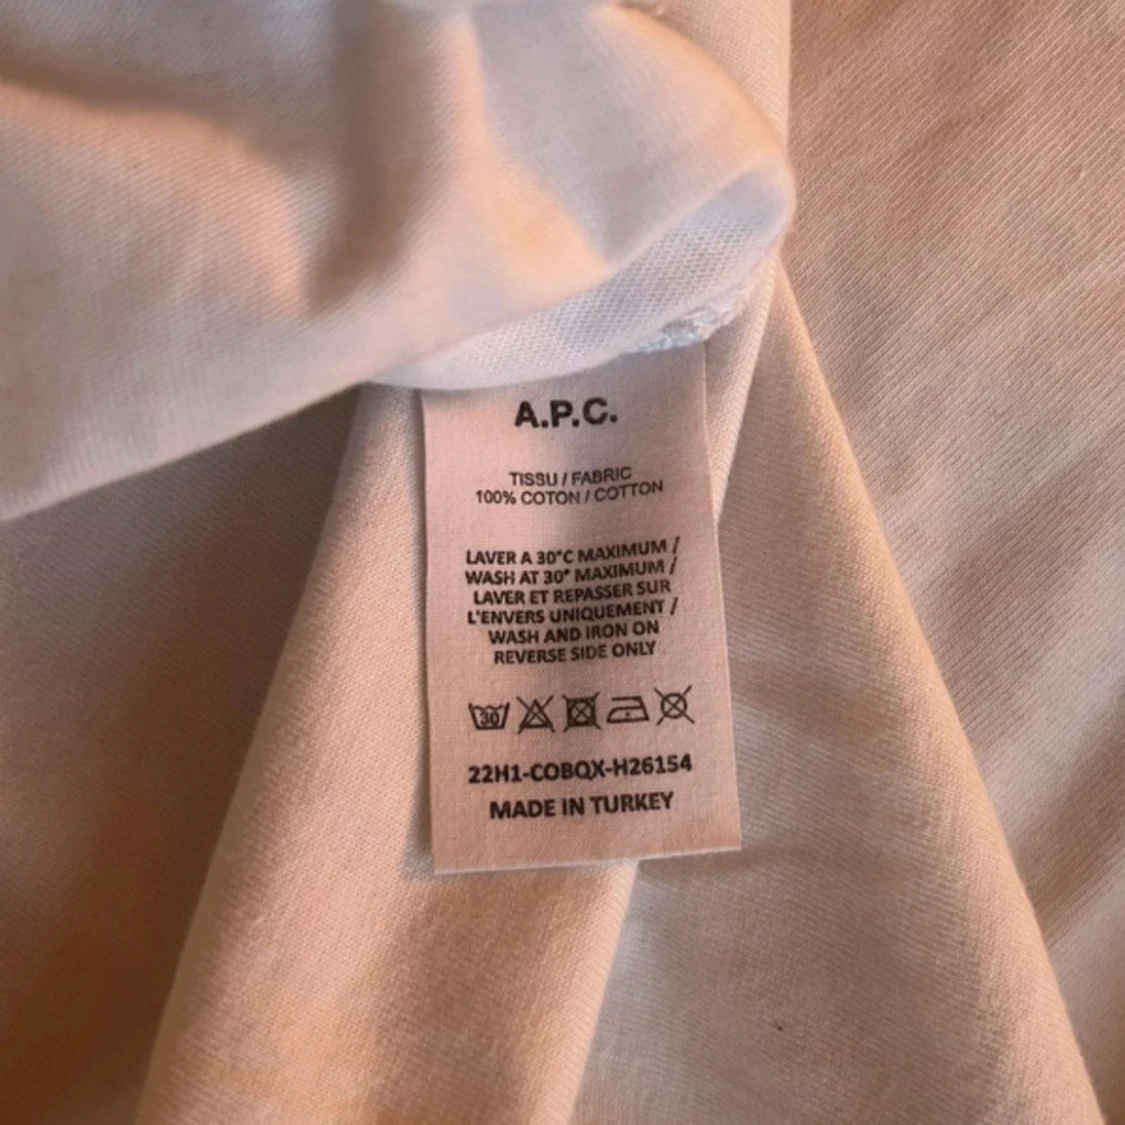 A.P.C.
TISSU / FABRIC
100% COTON / COTTON
LAVER A 30°C MAXIMUM /
WASH AT 30° MAXIMUM /
LAVER ET REPASSER SUR
L'ENVERS UNIQUEMENT /
WASH AND IRON ON
REVERSE SIDE ONLY
30
22H1-COBQX-H26154
MADE IN TURKEY